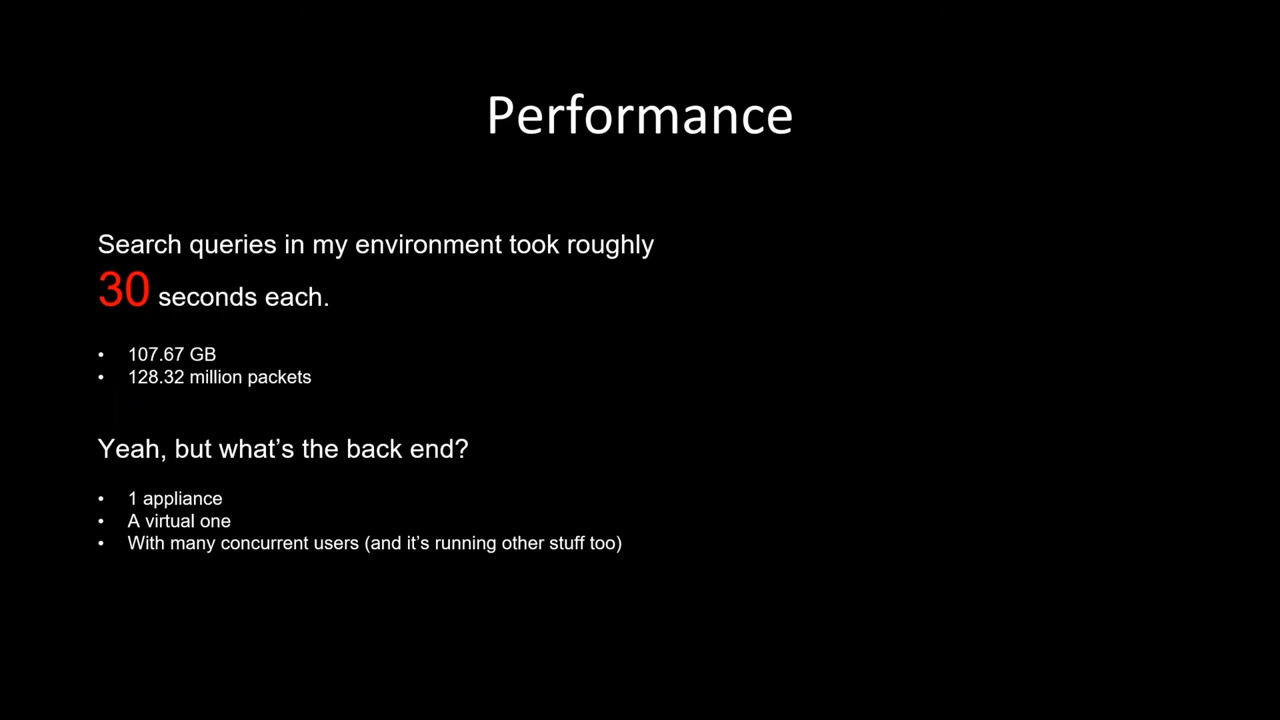 Performance
Search queries in my environment took roughly
30 seconds each.
• 107.67 GB
• 128.32 million packets
Yeah, but what’s the back end?
• 1 appliance
• A virtual one
• With many concurrent users (and it’s running other stuff too)